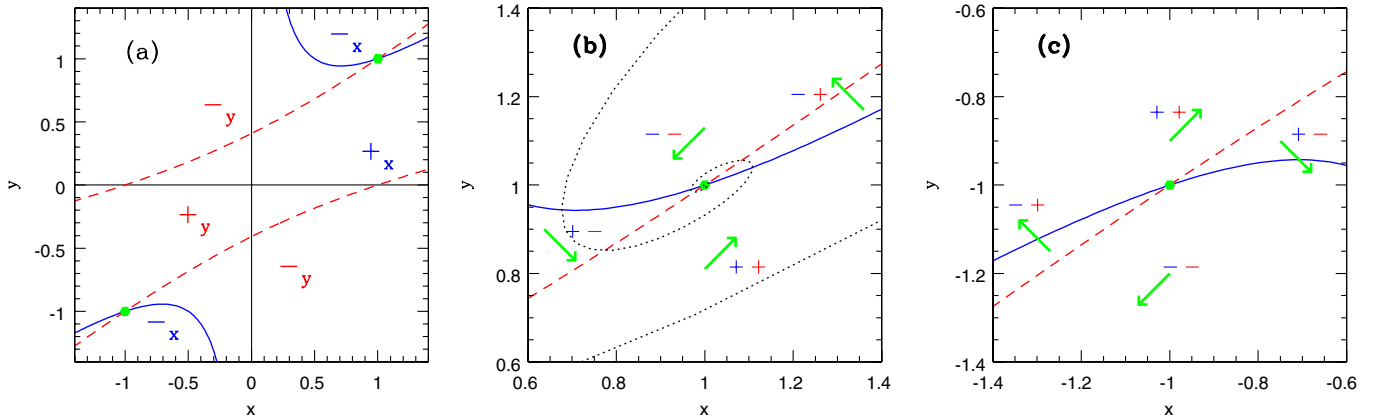 (a)
− x
− y
+ x
+ y
− y
− x
1
0.5
0
-0.5
-1
y
-1 -0.5 0 0.5 1
x
(b)
− +
− −
+ −
+ +
1.4
1.2
1
0.8
0.6
y
0.6 0.8 1 1.2 1.4
x
(c)
+ +
+ −
− +
− −
-0.6
-0.8
-1
-1.2
-1.4
y
-1.4 -1.2 -1 -0.8 -0.6
x